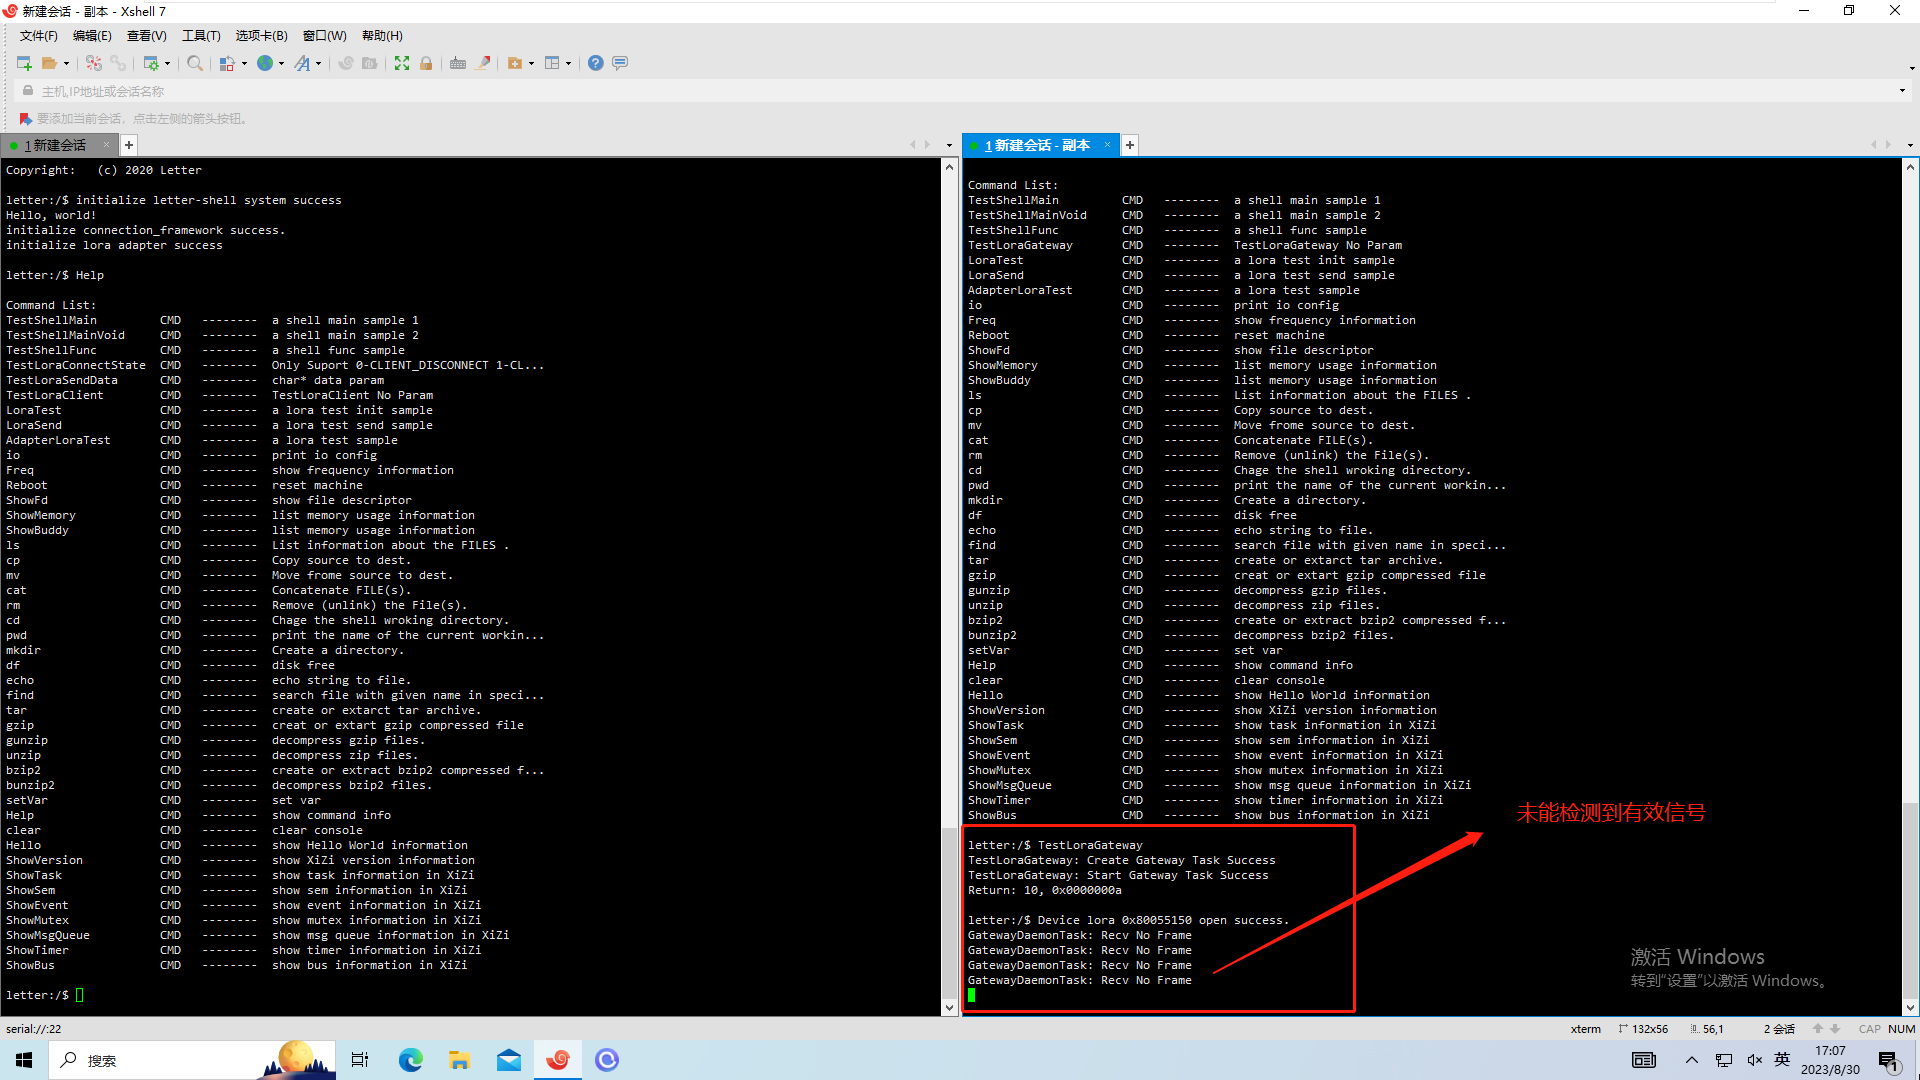 新建会话 - 副本 - Xshell 7
文件(F) 编辑(E) 查看(V) 工具(T) 选项卡(B) 窗口(W) 帮助(H)
主机,IP地址或会话名称
要添加当前会话，点击左侧的箭头按钮。
1 新建会话
Copyright:   (c) 2020 Letter
letter:/$ initialize letter-shell system success
Hello, world!
initialize connection_framework success.
initialize lora adapter success
letter:/$ Help
Command List:
TestShellMain CMD -------- a shell main sample 1
TestShellMainVoid CMD -------- a shell main sample 2
TestShellFunc CMD -------- a shell func sample
TestLoraConnectState CMD -------- Only Suport 0-CLIENT_DISCONNECT 1-CL...
TestLoraSendData CMD -------- char* data param
TestLoraClient CMD -------- TestLoraClient No Param
LoraTest CMD -------- a lora test init sample
LoraSend CMD -------- a lora test send sample
AdapterLoraTest CMD -------- a lora test sample
io CMD -------- print io config
Freq CMD -------- show frequency information
Reboot CMD -------- reset machine
ShowFd CMD -------- show file descriptor
ShowMemory CMD -------- list memory usage information
ShowBuddy CMD -------- list memory usage information
ls CMD -------- List information about the FILES .
cp CMD -------- Copy source to dest.
mv CMD -------- Move frome source to dest.
cat CMD -------- Concatenate FILE(s).
rm CMD -------- Remove (unlink) the File(s).
cd CMD -------- Chage the shell wroking directory.
pwd CMD -------- print the name of the current workin...
mkdir CMD -------- Create a directory.
df CMD -------- disk free
echo CMD -------- echo string to file.
find CMD -------- search file with given name in speci...
tar CMD -------- create or extarct tar archive.
gzip CMD -------- creat or extart gzip compressed file
gunzip CMD -------- decompress gzip files.
unzip CMD -------- decompress zip files.
bzip2 CMD -------- create or extract bzip2 compressed f...
bunzip2 CMD -------- decompress bzip2 files.
setVar CMD -------- set var
Help CMD -------- show command info
clear CMD -------- clear console
Hello CMD -------- show Hello World information
ShowVersion CMD -------- show XiZi version information
ShowTask CMD -------- show task information in XiZi
ShowSem CMD -------- show sem information in XiZi
ShowEvent CMD -------- show event information in XiZi
ShowMutex CMD -------- show mutex information in XiZi
ShowMsgQueue CMD -------- show msg queue information in XiZi
ShowTimer CMD -------- show timer information in XiZi
ShowBus CMD -------- show bus information in XiZi
letter:/$
1 新建会话 - 副本
Command List:
TestShellMain CMD -------- a shell main sample 1
TestShellMainVoid CMD -------- a shell main sample 2
TestShellFunc CMD -------- a shell func sample
TestLoraGateway CMD -------- TestLoraGateway No Param
LoraTest CMD -------- a lora test init sample
LoraSend CMD -------- a lora test send sample
AdapterLoraTest CMD -------- a lora test sample
io CMD -------- print io config
Freq CMD -------- show frequency information
Reboot CMD -------- reset machine
ShowFd CMD -------- show file descriptor
ShowMemory CMD -------- list memory usage information
ShowBuddy CMD -------- list memory usage information
ls CMD -------- List information about the FILES .
cp CMD -------- Copy source to dest.
mv CMD -------- Move frome source to dest.
cat CMD -------- Concatenate FILE(s).
rm CMD -------- Remove (unlink) the File(s).
cd CMD -------- Chage the shell wroking directory.
pwd CMD -------- print the name of the current workin...
mkdir CMD -------- Create a directory.
df CMD -------- disk free
echo CMD -------- echo string to file.
find CMD -------- search file with given name in speci...
tar CMD -------- create or extarct tar archive.
gzip CMD -------- creat or extart gzip compressed file
gunzip CMD -------- decompress gzip files.
unzip CMD -------- decompress zip files.
bzip2 CMD -------- create or extract bzip2 compressed f...
bunzip2 CMD -------- decompress bzip2 files.
setVar CMD -------- set var
Help CMD -------- show command info
clear CMD -------- clear console
Hello CMD -------- show Hello World information
ShowVersion CMD -------- show XiZi version information
ShowTask CMD -------- show task information in XiZi
ShowSem CMD -------- show sem information in XiZi
ShowEvent CMD -------- show event information in XiZi
ShowMutex CMD -------- show mutex information in XiZi
ShowMsgQueue CMD -------- show msg queue information in XiZi
ShowTimer CMD -------- show timer information in XiZi
ShowBus CMD -------- show bus information in XiZi
未能检测到有效信号
letter:/$ TestLoraGateway
TestLoraGateway: Create Gateway Task Success
TestLoraGateway: Start Gateway Task Success
Return: 10, 0x0000000a
letter:/$ Device lora 0x80055150 open success.
GatewayDaemonTask: Recv No Frame
GatewayDaemonTask: Recv No Frame
GatewayDaemonTask: Recv No Frame
GatewayDaemonTask: Recv No Frame
激活 Windows
转到“设置”以激活 Windows。
serial://:22 xterm 132x56 56,1 2 会话 CAP NUM
搜索 英 17:07
2023/8/30
1